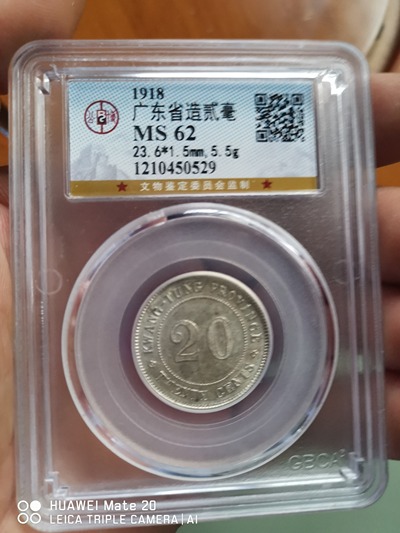 1918
广东省造贰毫
MS 62
23.6*1.5mm,5.5g
1210450529
★ 文物鉴定委员会监制 ★
KWANG-TUNG PROVINCE
20
TWENTY CENTS
GBCA
HUAWEI Mate 20
LEICA TRIPLE CAMERA | AI